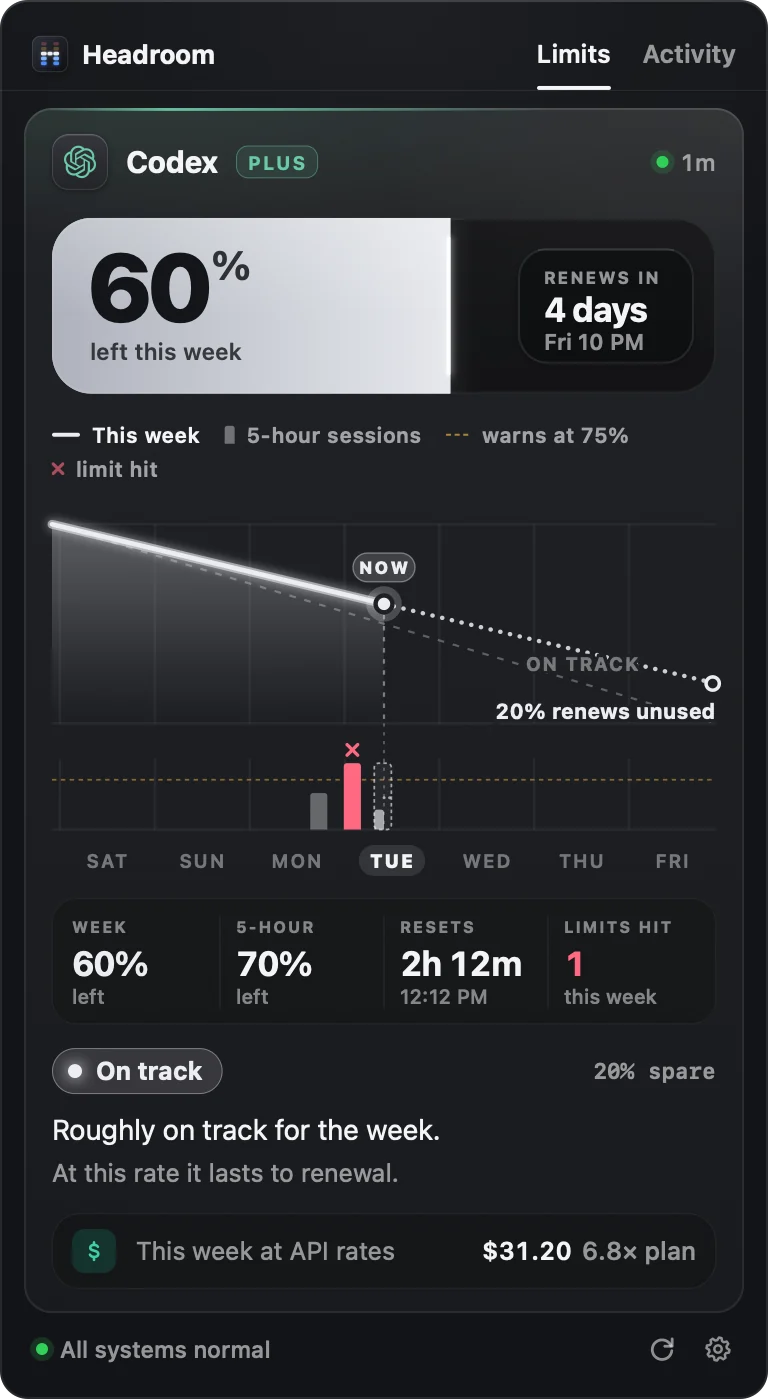 Headroom
Limits Activity
Codex PLUS 1m
60%
left this week
RENEWS IN
4 days
Fri 10 PM
This week 5-hour sessions warns at 75%
limit hit
NOW
ON TRACK
20% renews unused
SAT SUN MON TUE WED THU FRI
WEEK 5-HOUR RESETS LIMITS HIT
60% 70% 2h 12m 1
left left 12:12 PM this week
On track 20% spare
Roughly on track for the week.
At this rate it lasts to renewal.
$ This week at API rates $31.20 6.8× plan
All systems normal